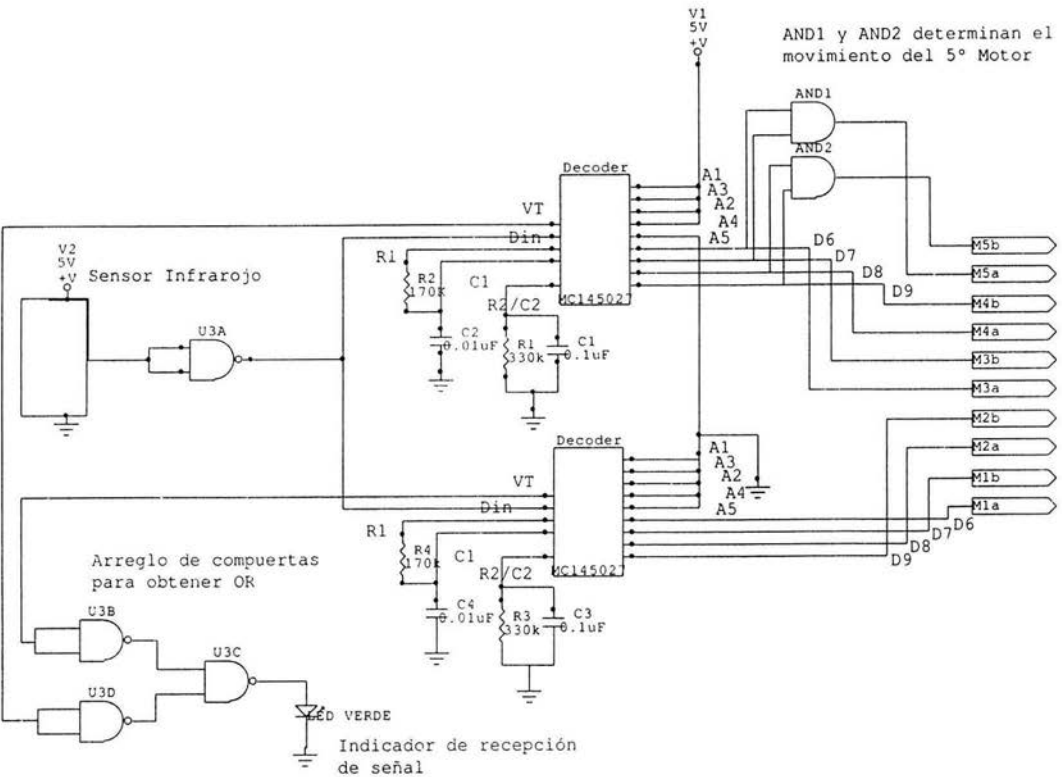 V1
5V
+V
AND1 y AND2 determinan el
movimiento del 5° Motor
AND1
AND2
Decoder
A1
A3
A2
A4
A5
VT
Din
R1
R2
170K
C1
R2/C2
MC145027
C2
0.01uF
R1
330k
C1
0.1uF
D6
D7
D8
D9
M5b
M5a
M4b
M4a
M3b
M3a
M2b
M2a
M1b
M1a
V2
5V
+V
Sensor Infrarojo
U3A
Decoder
A1
A3
A2
A4
A5
VT
Din
R1
R4
170k
C1
R2/C2
MC145027
C4
0.01uF
R3
330k
C3
0.1uF
D6
D7
D8
D9
Arreglo de compuertas
para obtener OR
U3B
U3C
U3D
LED VERDE
Indicador de recepción
de señal